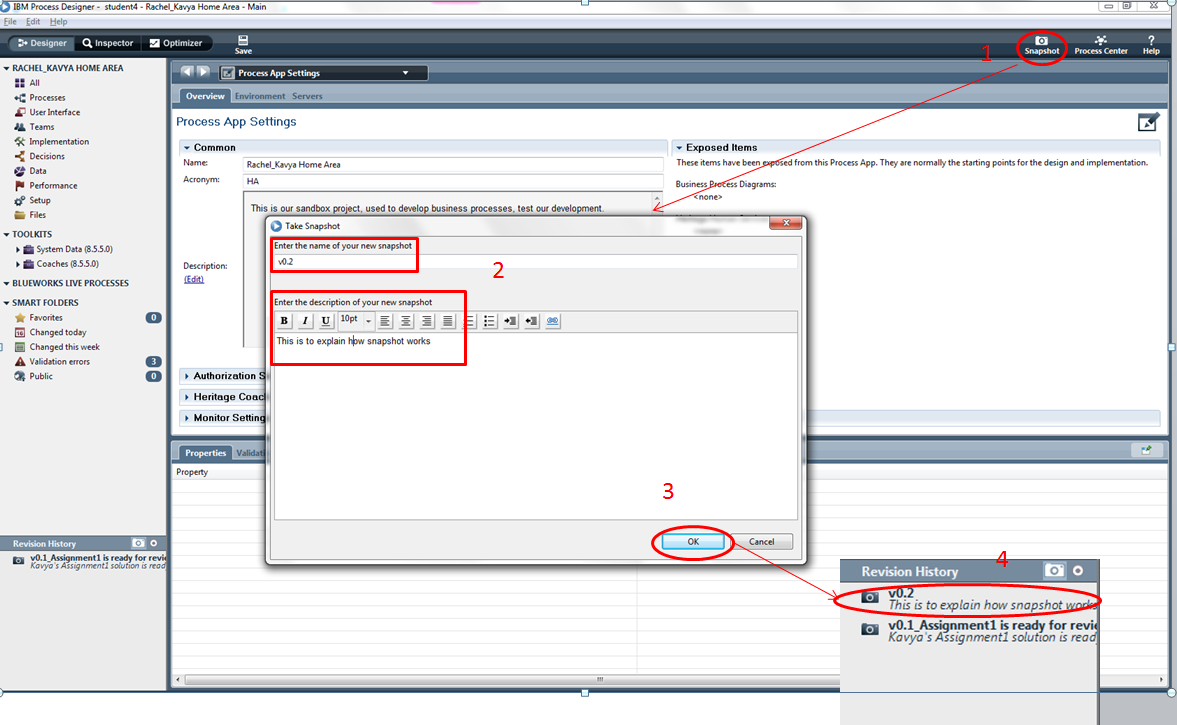 IBM Process Designer - student4 - Rachel_Kavya Home Area - Main
File Edit Help
Designer Inspector Optimizer Save
1
Snapshot Process Center Help
RACHEL_KAVYA HOME AREA
All
Processes
User Interface
Teams
Implementation
Decisions
Data
Performance
Setup
Files
TOOLKITS
System Data (8.5.5.0)
Coaches (8.5.5.0)
BLUEWORKS LIVE PROCESSES
SMART FOLDERS
Favorites 0
Changed today
Changed this week
Validation errors 3
Public 0
Revision History
v0.1_Assignment1 is ready for revie
Kavya's Assignment1 solution is read
Process App Settings
Overview Environment Servers
Process App Settings
Common
Name: Rachel_Kavya Home Area
Acronym: HA
This is our sandbox project, used to develop business processes, test our development.
Description:
(Edit)
Exposed Items
These items have been exposed from this Process App. They are normally the starting points for the design and implementation.
Business Process Diagrams:
<none>
Take Snapshot
Enter the name of your new snapshot
v0.2
2
Enter the description of your new snapshot
B I U 10pt
This is to explain how snapshot works
3
OK Cancel
Authorization S
Heritage Coac
Monitor Setting
Properties Validati
Property
4
Revision History
v0.2
This is to explain how snapshot works
v0.1_Assignment1 is ready for revie
Kavya's Assignment1 solution is read